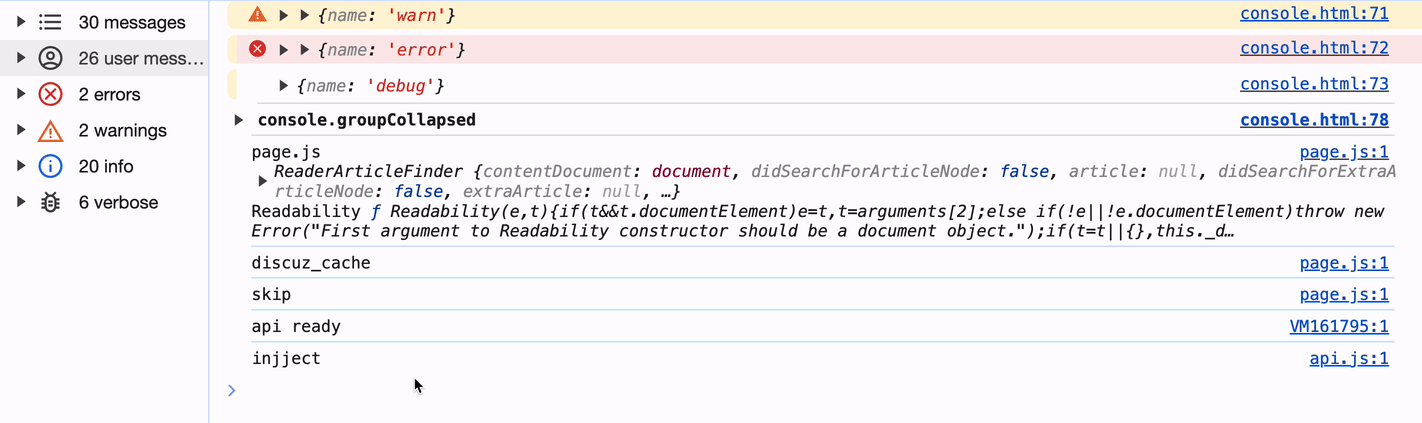 30 messages
26 user mess…
2 errors
2 warnings
20 info
6 verbose
{name: 'warn'} console.html:71
{name: 'error'} console.html:72
{name: 'debug'} console.html:73
console.groupCollapsed console.html:78
page.js page.js:1
ReaderArticleFinder {contentDocument: document, didSearchForArticleNode: false, article: null, didSearchForExtraA
rticleNode: false, extraArticle: null, …}
Readability ƒ Readability(e,t){if(t&&t.documentElement)e=t,t=arguments[2];else if(!e||!e.documentElement)throw new
Error("First argument to Readability constructor should be a document object.");if(t=t||{},this._d…
discuz_cache page.js:1
skip page.js:1
api ready VM161795:1
injject api.js:1